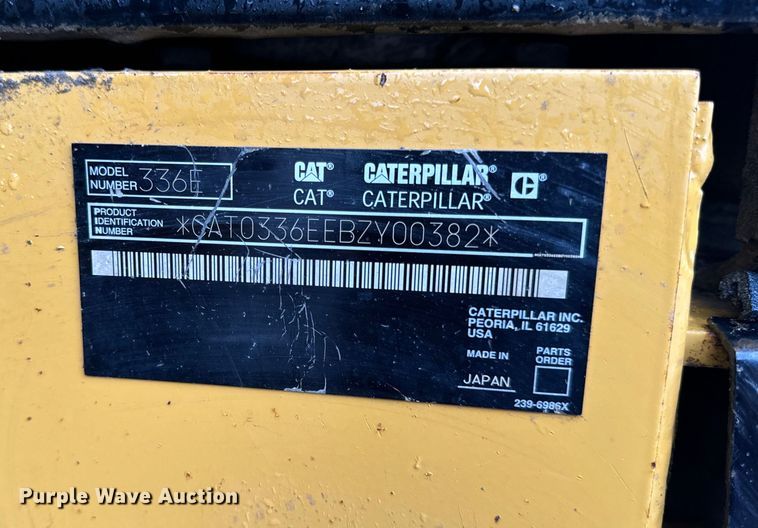 MODEL
NUMBER 336E
CAT® CATERPILLAR® C
CAT® CATERPILLAR®
PRODUCT
IDENTIFICATION
NUMBER *CAT0336EEBZY00382*
CATERPILLAR INC.
PEORIA, IL 61629
USA
MADE IN
JAPAN
PARTS
ORDER
239-6986X
Purple Wave Auction